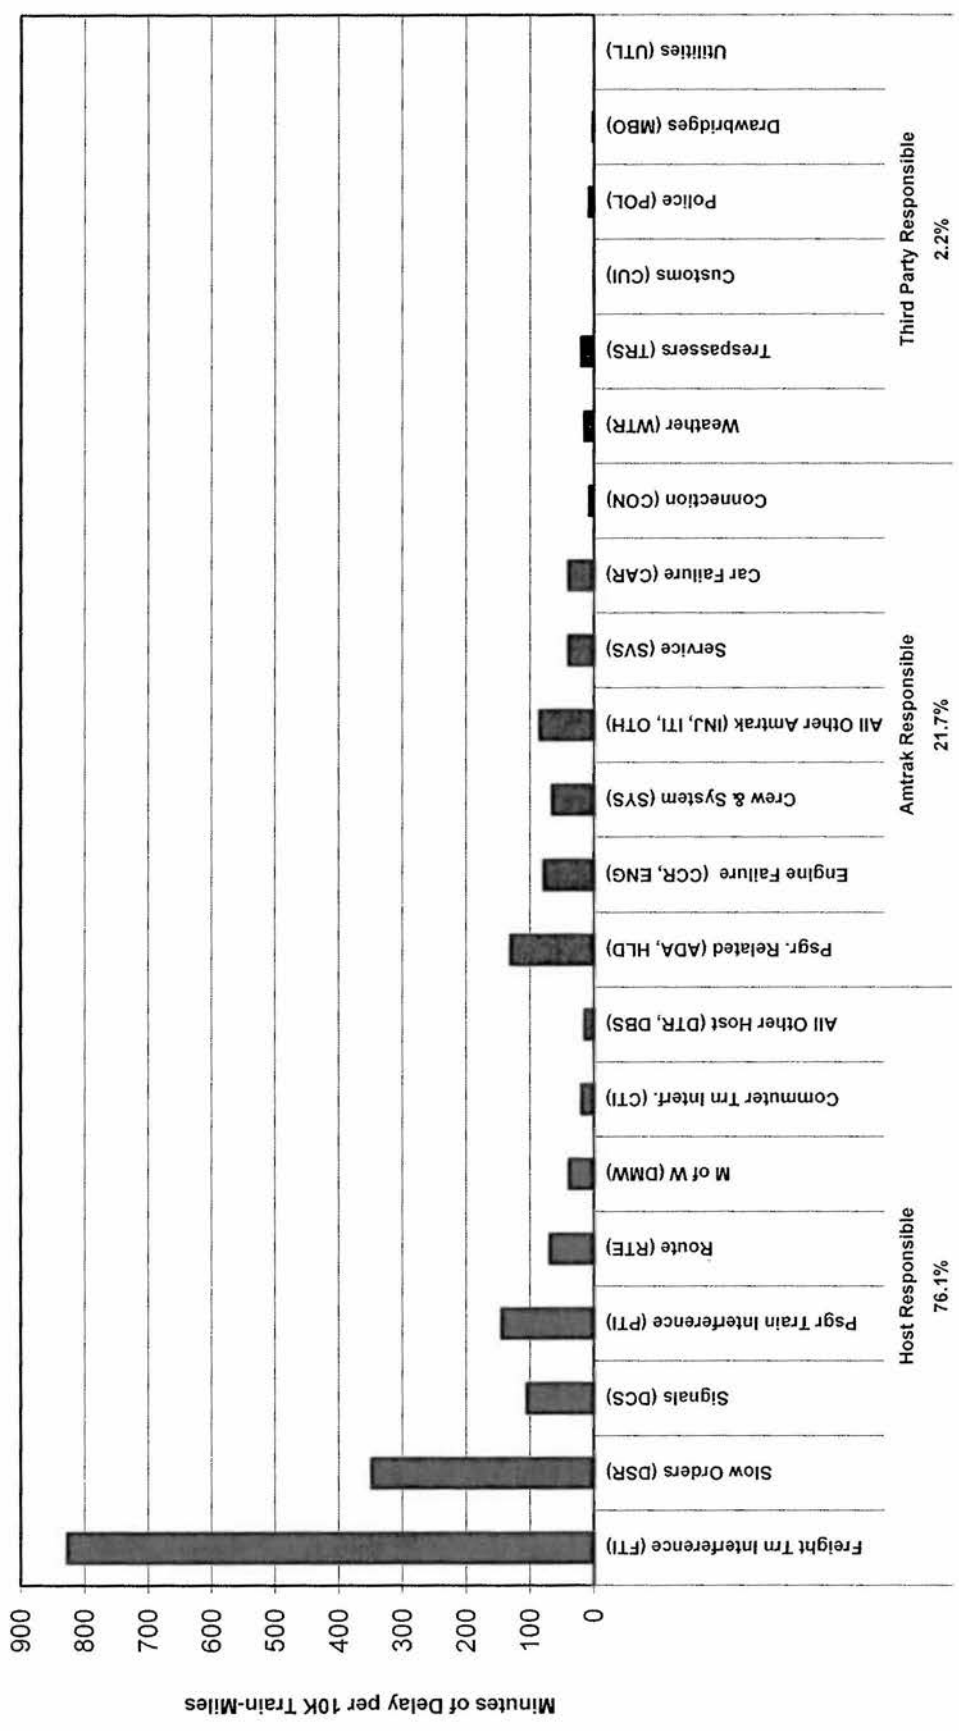 Minutes of Delay per 10K Train-Miles
900
800
700
600
500
400
300
200
100
0
Freight Trn Interference (FTI)
Slow Orders (DSR)
Signals (DCS)
Psgr Train Interference (PTI)
Route (RTE)
M of W (DMW)
Commuter Trn Interf. (CTI)
All Other Host (DTR, DBS)
Psgr. Related (ADA, HLD)
Engine Failure (CCR, ENG)
Crew & System (SYS)
All Other Amtrak (INJ, ITI, OTH)
Service (SVS)
Car Failure (CAR)
Connection (CON)
Weather (WTR)
Trespassers (TRS)
Customs (CUI)
Police (POL)
Drawbridges (MBO)
Utilities (UTL)
Host Responsible
76.1%
Amtrak Responsible
21.7%
Third Party Responsible
2.2%